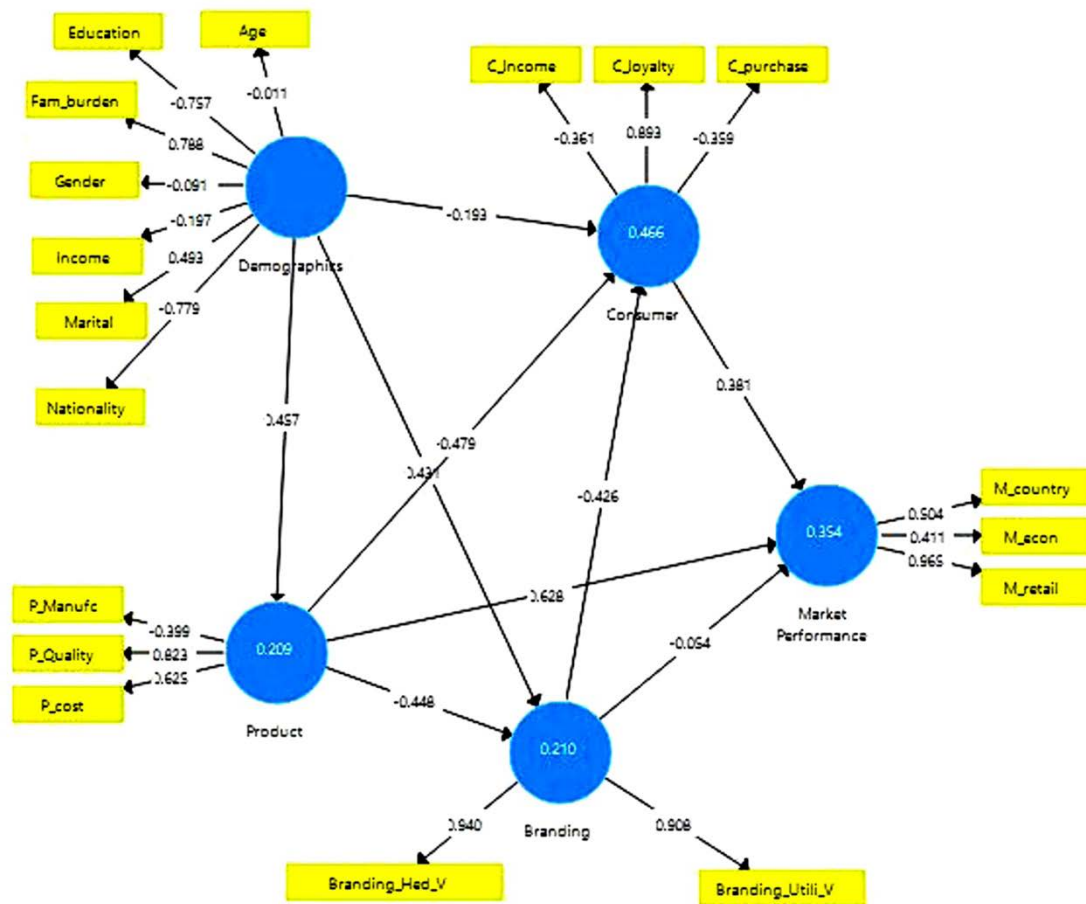 Education
Age
C_Income
C_loyalty
C_purchase
Fam_burden
-0.757
-0.011
-0.361
0.893
-0.359
0.788
Gender
-0.091
-0.197
-0.193
0.466
Income
0.493
Demographics
Marital
-0.779
Consumer
Nationality
0.457
-0.479
0.431
-0.426
0.381
M_country
0.504
0.354
0.411
M_econ
0.965
M_retail
P_Manufc
-0.399
0.628
Market
Performance
P_Quality
0.823
0.209
-0.054
0.625
P_cost
-0.448
Product
0.210
0.940
Branding
0.908
Branding_Hed_V
Branding_Utili_V